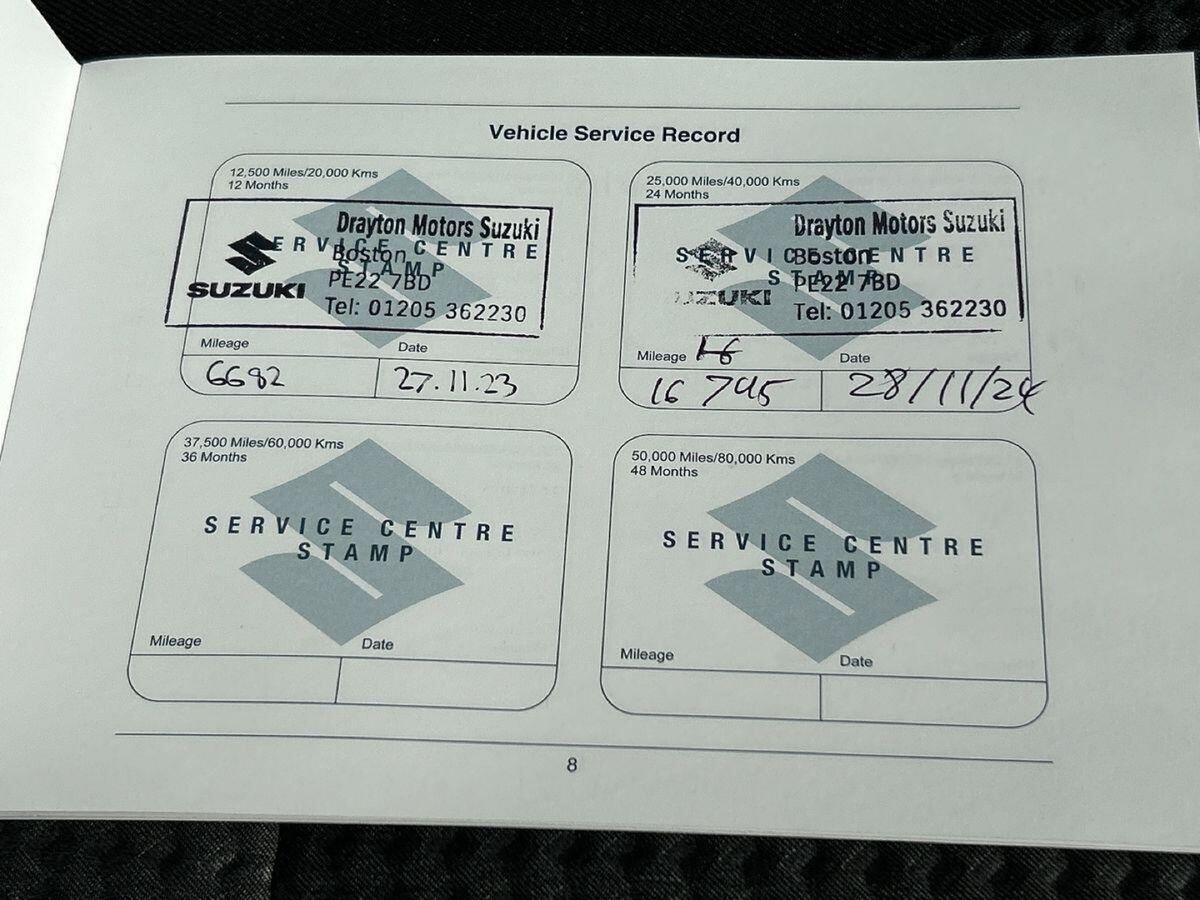 Vehicle Service Record
12,500 Miles/20,000 Kms
12 Months
SERVICE CENTRE
STAMP
SUZUKI
Drayton Motors Suzuki
Boston
PE22 7BD
Tel: 01205 362230
Mileage
Date
6682
27.11.23
25,000 Miles/40,000 Kms
24 Months
SERVICE CENTRE
STAMP
SUZUKI
Drayton Motors Suzuki
Boston
PE22 7BD
Tel: 01205 362230
Mileage
Date
16 795
28/11/24
37,500 Miles/60,000 Kms
36 Months
SERVICE CENTRE
STAMP
Mileage
Date
50,000 Miles/80,000 Kms
48 Months
SERVICE CENTRE
STAMP
Mileage
Date
8